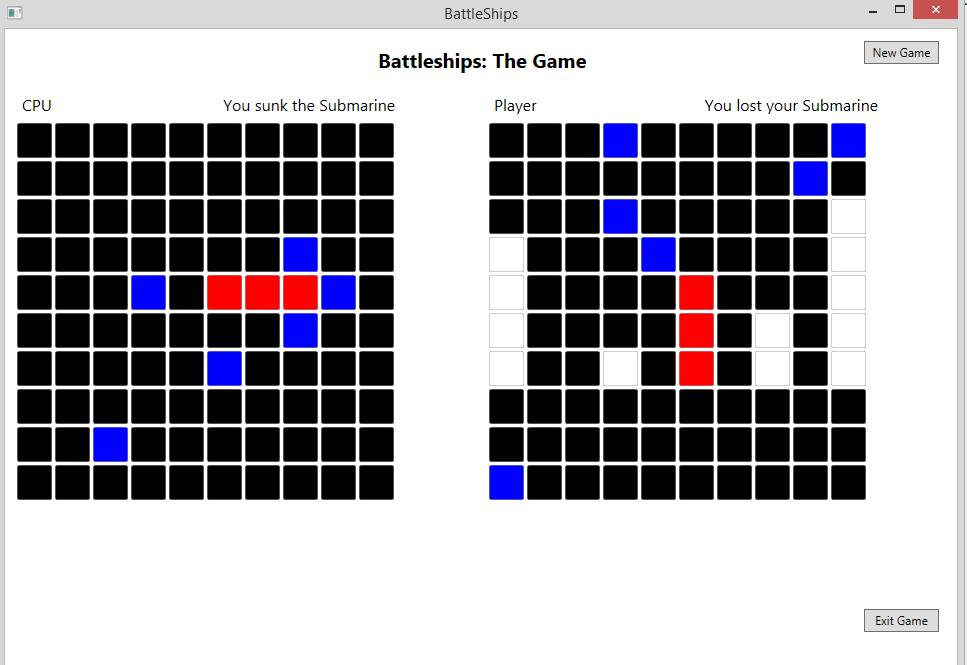 BattleShips
Battleships: The Game
New Game
CPU
You sunk the Submarine
Player
You lost your Submarine
Exit Game